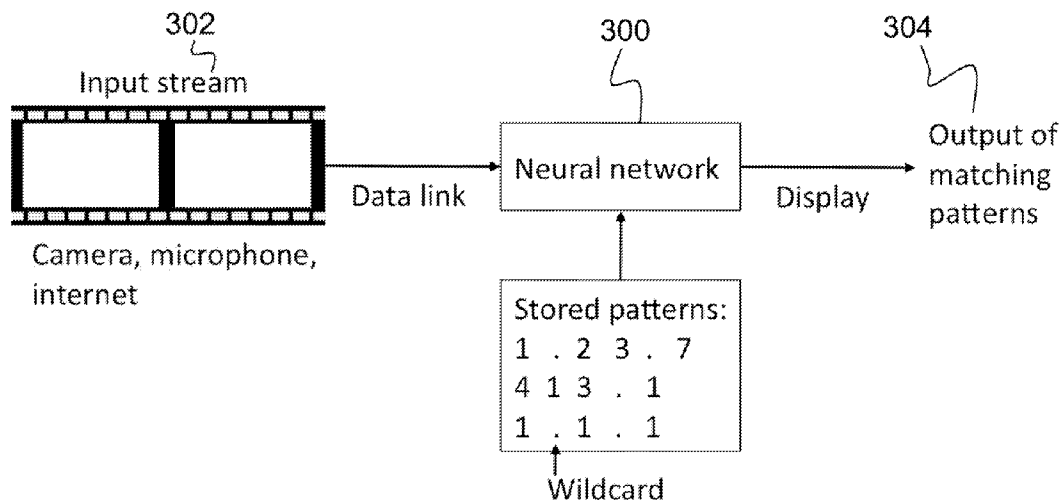 302
300
304
Input stream
Neural network
Output of
matching
patterns
Data link
Display
Camera, microphone,
internet
Stored patterns:
1 . 2 3 . 7
4 1 3 . 1
1 . 1 . 1
Wildcard